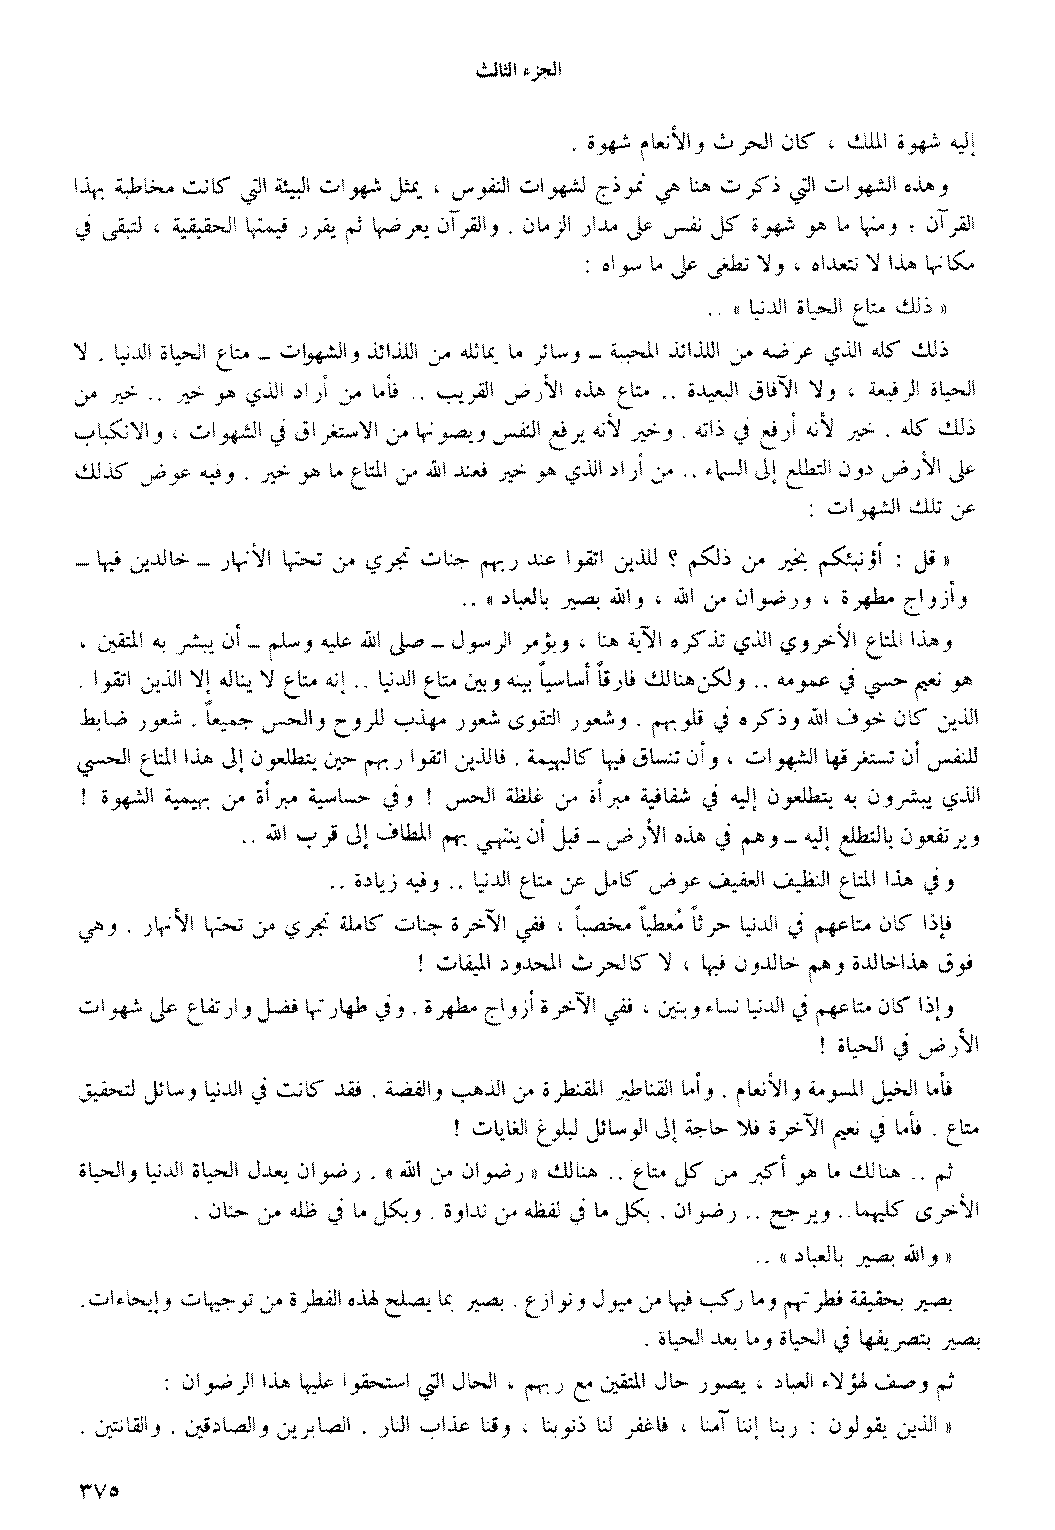 الجزء الثالث
إليه شهوة الملك ، كان الحرث والأنعام شهوة .
وهذه الشهوات التي ذكرت هنا هي نموذج لشهوات النفوس ، يمثل شهوات البيئة التي كانت مخاطبة بهذا
القرآن ؛ ومنها ما هو شهوة كل نفس على مدار الزمان . والقرآن يعرضها ثم يقرر قيمتها الحقيقية ، لتبقى في
مكانها هذا لا تتعداه ، ولا تطغى على ما سواه :
« ذلك متاع الحياة الدنيا » ..
ذلك كله الذي عرضه من اللذائذ المحببة – وسائر ما يماثله من اللذائذ والشهوات – متاع الحياة الدنيا . لا
الحياة الرفيعة ، ولا الآفاق البعيدة .. متاع هذه الأرض القريب .. فأما من أراد الذي هو خير .. خير من
ذلك كله . خير لأنه أرفع في ذاته . وخير لأنه يرفع النفس ويصونها من الاستغراق في الشهوات ، والانكباب
على الأرض دون التطلع إلى السماء .. من أراد الذي هو خير فعند الله من المتاع ما هو خير . وفيه عوض كذلك
عن تلك الشهوات :
« قل : أؤنبئكم بخير من ذلكم ؟ للذين اتقوا عند ربهم جنات تجري من تحتها الأنهار – خالدين فيها –
وأزواج مطهرة ، ورضوان من الله ، والله بصير بالعباد » ..
وهذا المتاع الأخروي الذي تذكره الآية هنا ، ويؤمر الرسول – صلى الله عليه وسلم – أن يبشر به المتقين ،
هو نعيم حسي في عمومه .. ولكن هنالك فارقاً أساسياً بينه وبين متاع الدنيا .. إنه متاع لا يناله إلا الذين اتقوا .
الذين كان خوف الله وذكره في قلوبهم . وشعور التقوى شعور مهذب للروح والحس جميعاً . شعور ضابط
للنفس أن تستغرقها الشهوات ، وأن تنساق فيها كالبهيمة . فالذين اتقوا ربهم حين يتطلعون إلى هذا المتاع الحسي
الذي يبشرون به يتطلعون إليه في شفافية مبرأة من غلظة الحس ! وفي حساسية مبرأة من بهيمية الشهوة !
ويرتفعون بالتطلع إليه – وهم في هذه الأرض – قبل أن ينتهي بهم المطاف إلى قرب الله ..
وفي هذا المتاع النظيف العفيف عوض كامل عن متاع الدنيا .. وفيه زيادة ..
فإذا كان متاعهم في الدنيا حرثاً مُعطياً مخصباً ، ففي الآخرة جنات كاملة تجري من تحتها الأنهار . وهي
فوق هذا خالدة وهم خالدون فيها ، لا كالحرث المحدود الميقات !
وإذا كان متاعهم في الدنيا نساء وبنين ، ففي الآخرة أزواج مطهرة . وفي طهارتها فضل وارتفاع على شهوات
الأرض في الحياة !
فأما الخيل المسومة والأنعام . وأما القناطير المقنطرة من الذهب والفضة . فقد كانت في الدنيا وسائل لتحقيق
متاع . فأما في نعيم الآخرة فلا حاجة إلى الوسائل لبلوغ الغايات !
ثم .. هنالك ما هو أكبر من كل متاع .. هنالك « رضوان من الله » . رضوان يعدل الحياة الدنيا والحياة
الأخرى كليهما .. ويرجح .. رضوان . بكل ما في لفظه من نداوة . وبكل ما في ظله من حنان .
« والله بصير بالعباد » ..
بصير بحقيقة فطرتهم وما ركب فيها من ميول ونوازع . بصير بما يصلح لهذه الفطرة من توجيهات وإيحاءات.
بصير بتصريفها في الحياة وما بعد الحياة .
ثم وصف لهؤلاء العباد ، يصور حال المتقين مع ربهم ، الحال التي استحقوا عليها هذا الرضوان :
« الذين يقولون : ربنا إننا آمنا ، فاغفر لنا ذنوبنا ، وقنا عذاب النار . الصابرين والصادقين . والقانتين .
٣٧٥